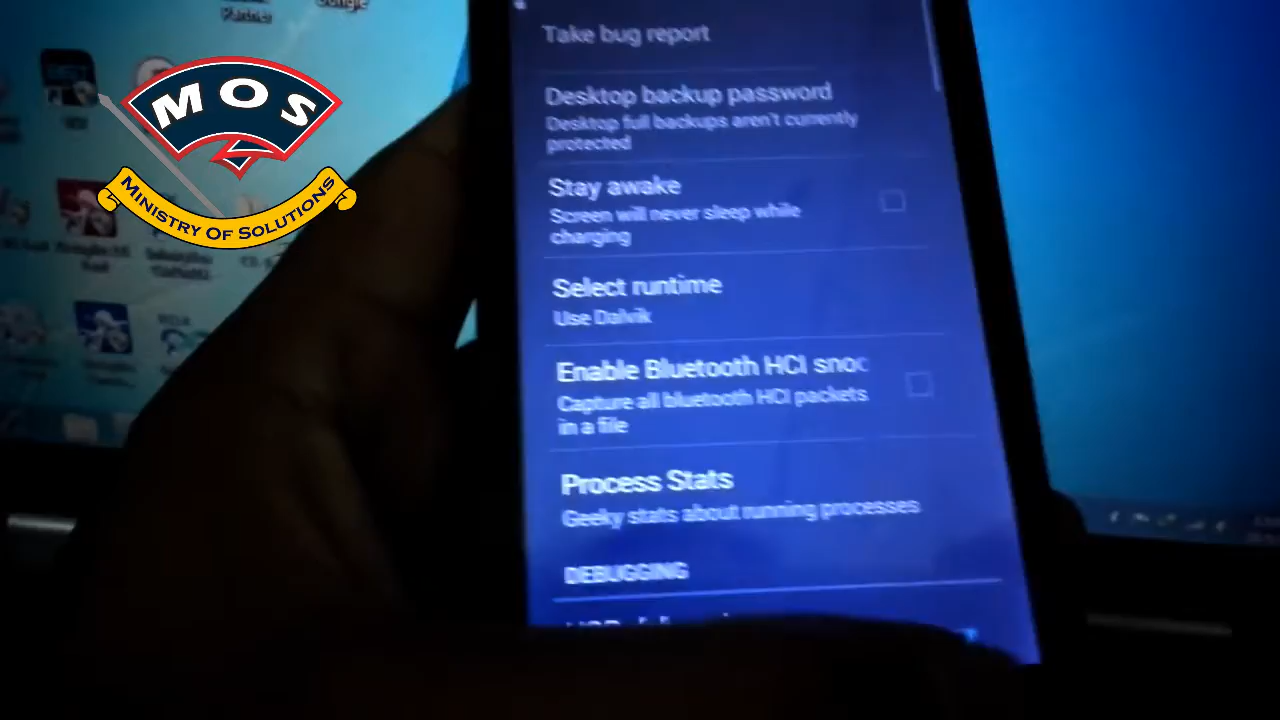 Partner
MOS
MINISTRY OF SOLUTIONS
Take bug report
Desktop backup password
Desktop full backups aren't currently
protected
Stay awake
Screen will never sleep while
charging
Select runtime
Use Dalvik
Enable Bluetooth HCI snoc
Capture all bluetooth HCI packets
in a file
Process Stats
Geeky stats about running processes
DEBUGGING